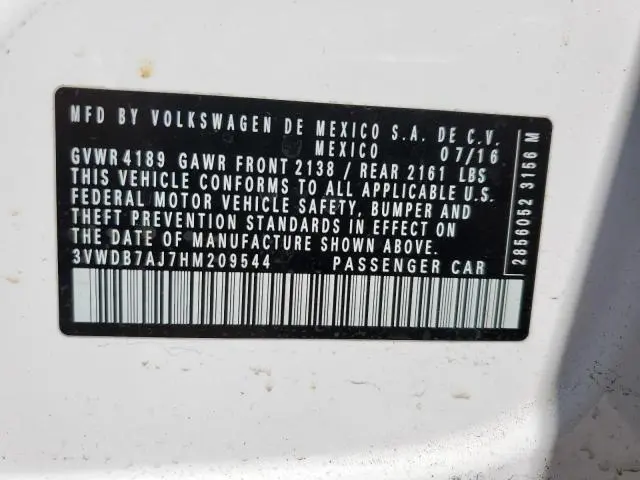 MFD BY VOLKSWAGEN DE MEXICO S.A. DE C.V.
MEXICO 07/16
GVWR 4189 GAWR FRONT 2138 / REAR 2161 LBS
THIS VEHICLE CONFORMS TO ALL APPLICABLE U.S.
FEDERAL MOTOR VEHICLE SAFETY, BUMPER AND
THEFT PREVENTION STANDARDS IN EFFECT ON
THE DATE OF MANUFACTURE SHOWN ABOVE.
3VWDB7AJ7HM209544 PASSENGER CAR
2856052 3156 M